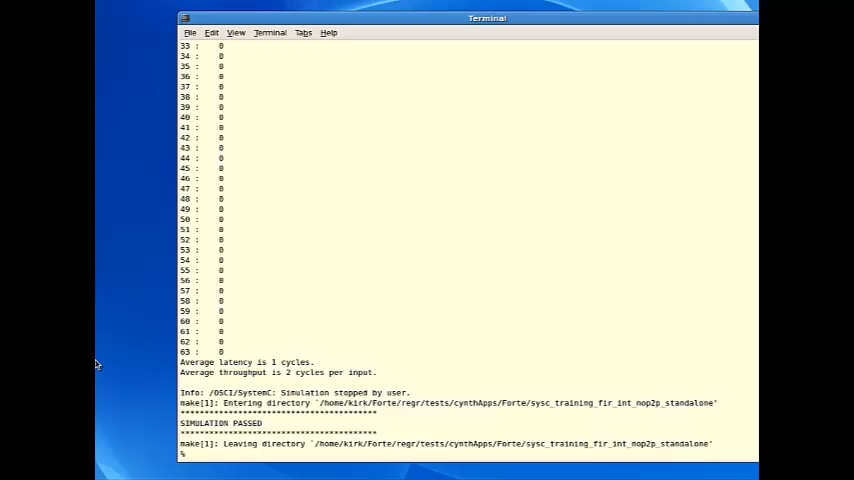 Terminal
File Edit View Terminal Tabs Help
33 : 0
34 : 0
35 : 0
36 : 0
37 : 0
38 : 0
39 : 0
40 : 0
41 : 0
42 : 0
43 : 0
44 : 0
45 : 0
46 : 0
47 : 0
48 : 0
49 : 0
50 : 0
51 : 0
52 : 0
53 : 0
54 : 0
55 : 0
56 : 0
57 : 0
58 : 0
59 : 0
60 : 0
61 : 0
62 : 0
63 : 0
Average latency is 1 cycles.
Average throughput is 2 cycles per input.
Info: /OSCI/SystemC: Simulation stopped by user.
make[1]: Entering directory `/home/kirk/Forte/regr/tests/cynthApps/Forte/sysc_training_fir_int_nop2p_standalone'
******************************************
SIMULATION PASSED
******************************************
make[1]: Leaving directory `/home/kirk/Forte/regr/tests/cynthApps/Forte/sysc_training_fir_int_nop2p_standalone'
%